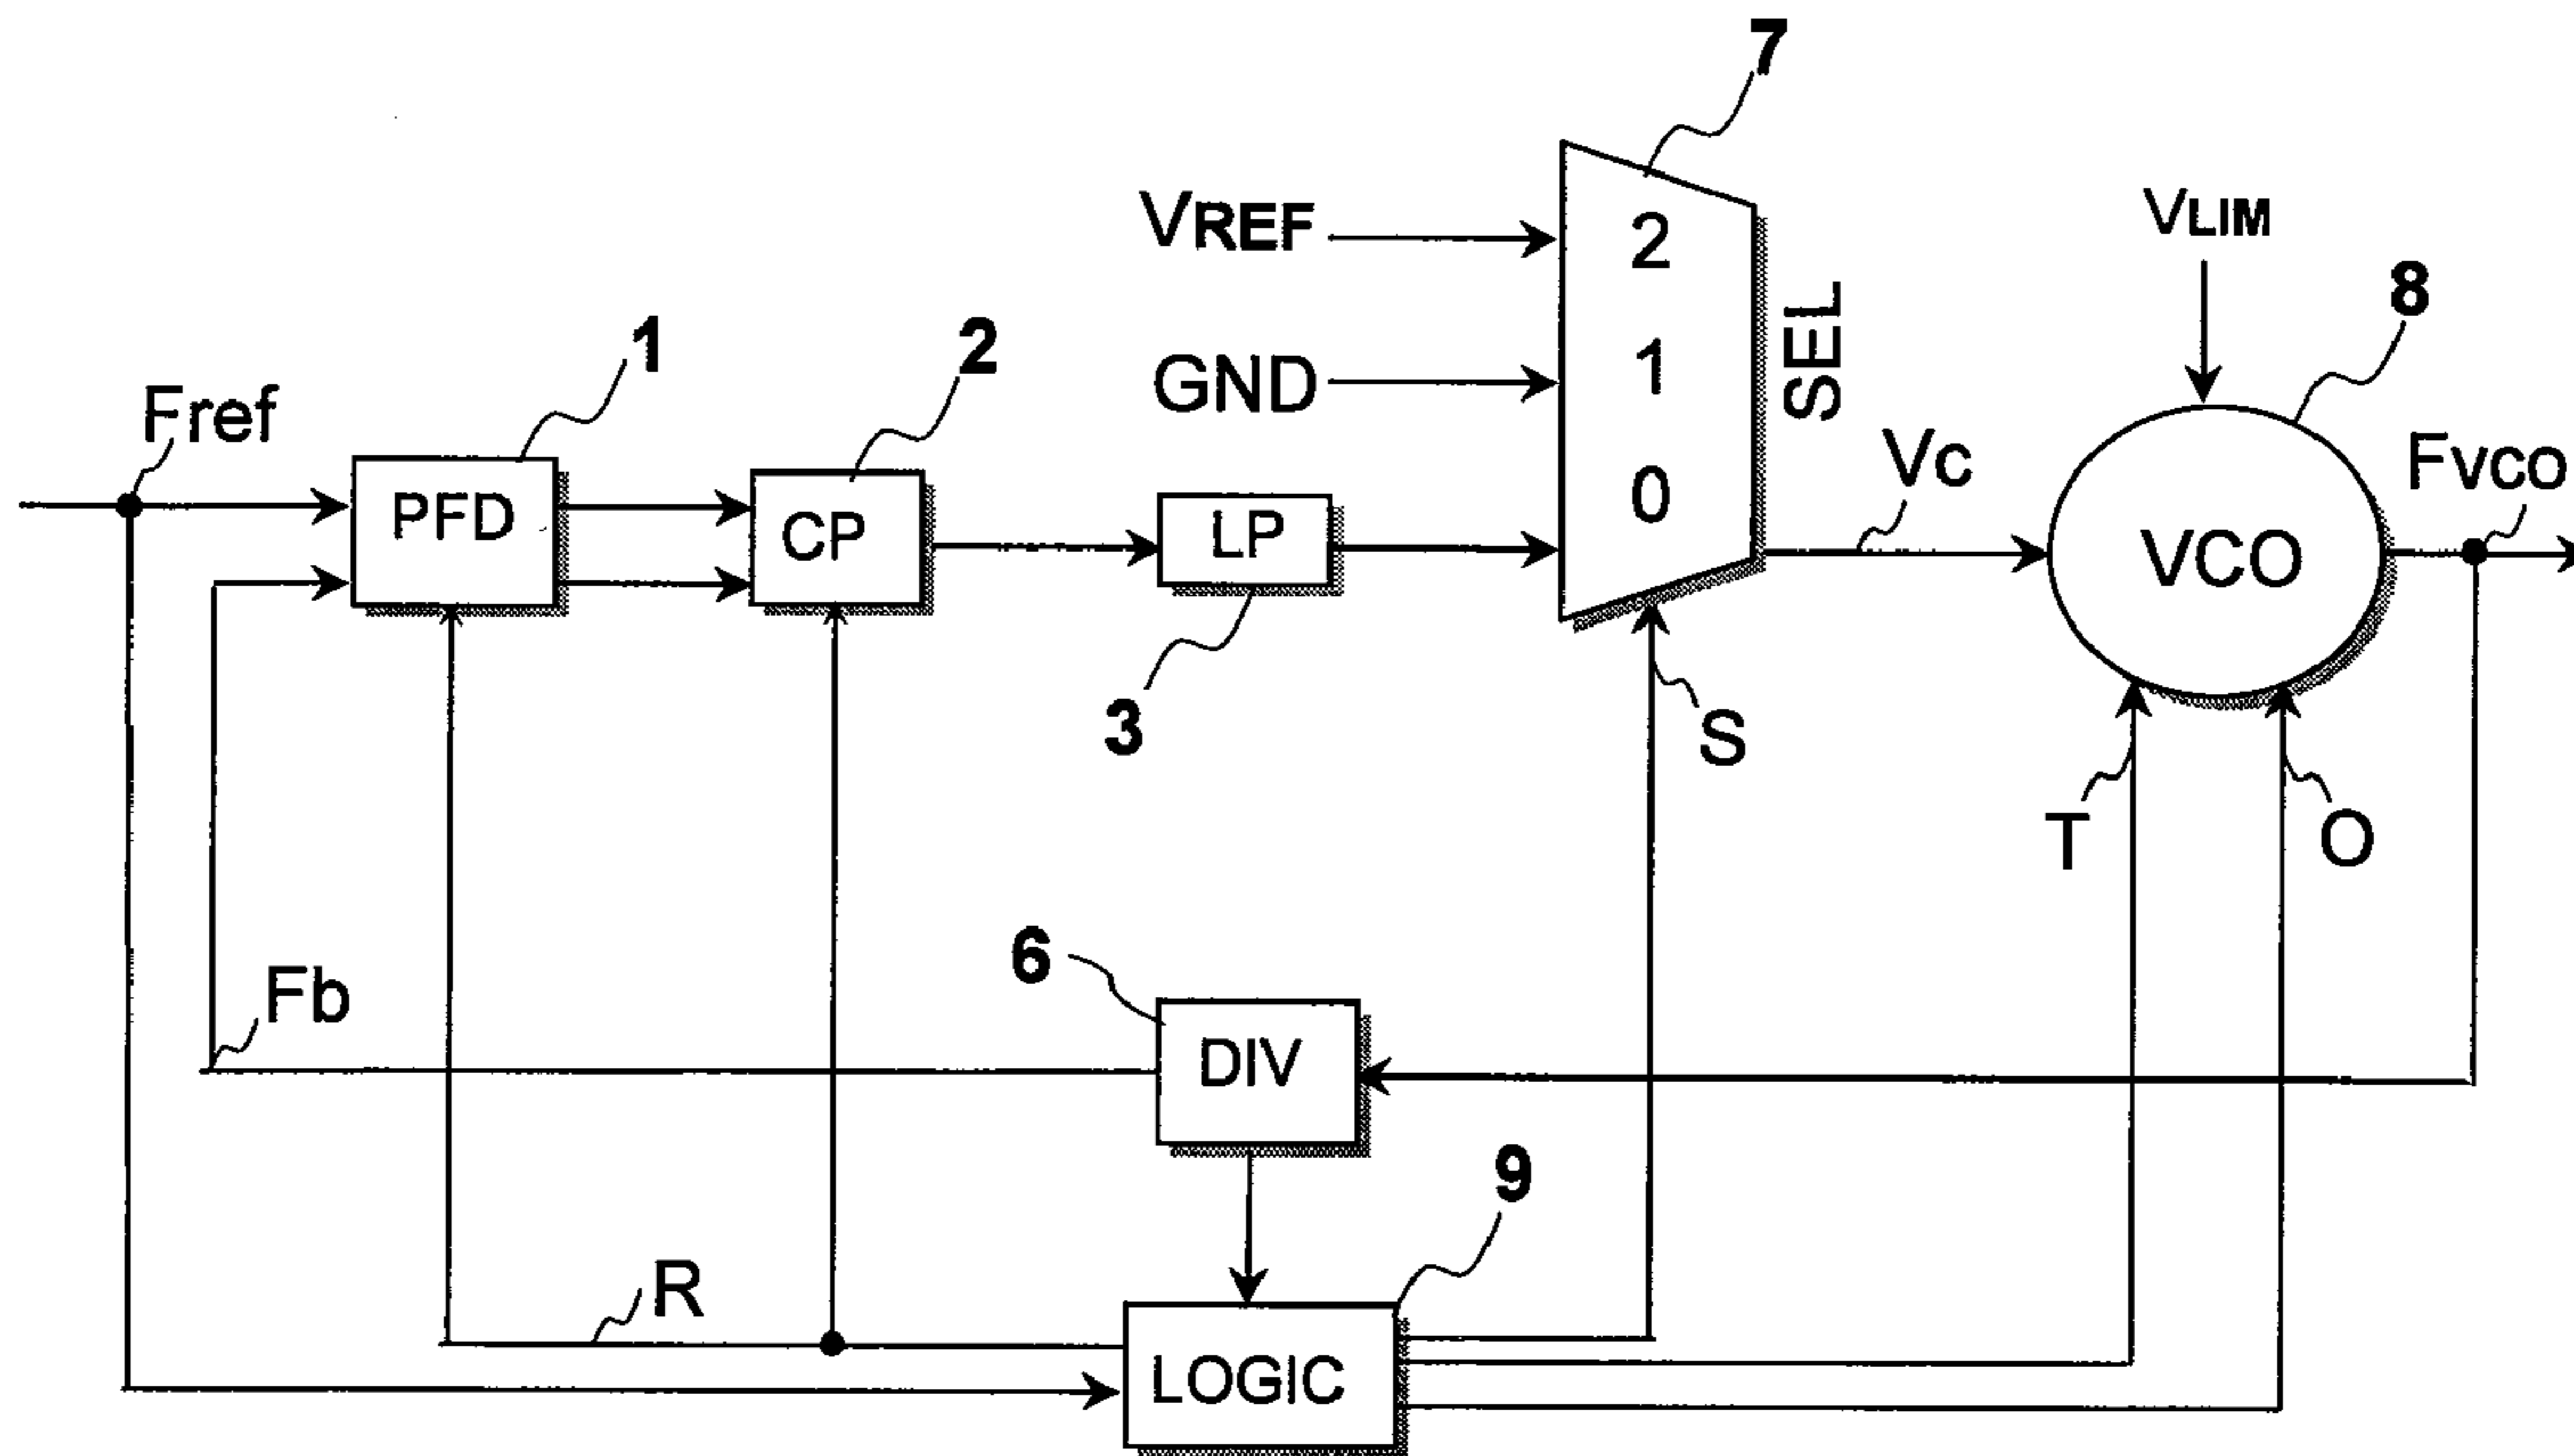 7
VREF
2
VLIM
8
1
2
GND
1
SEL
Fref
Vc
Fvco
PFD
CP
LP
0
VCO
3
S
T
O
6
Fb
DIV
9
R
LOGIC